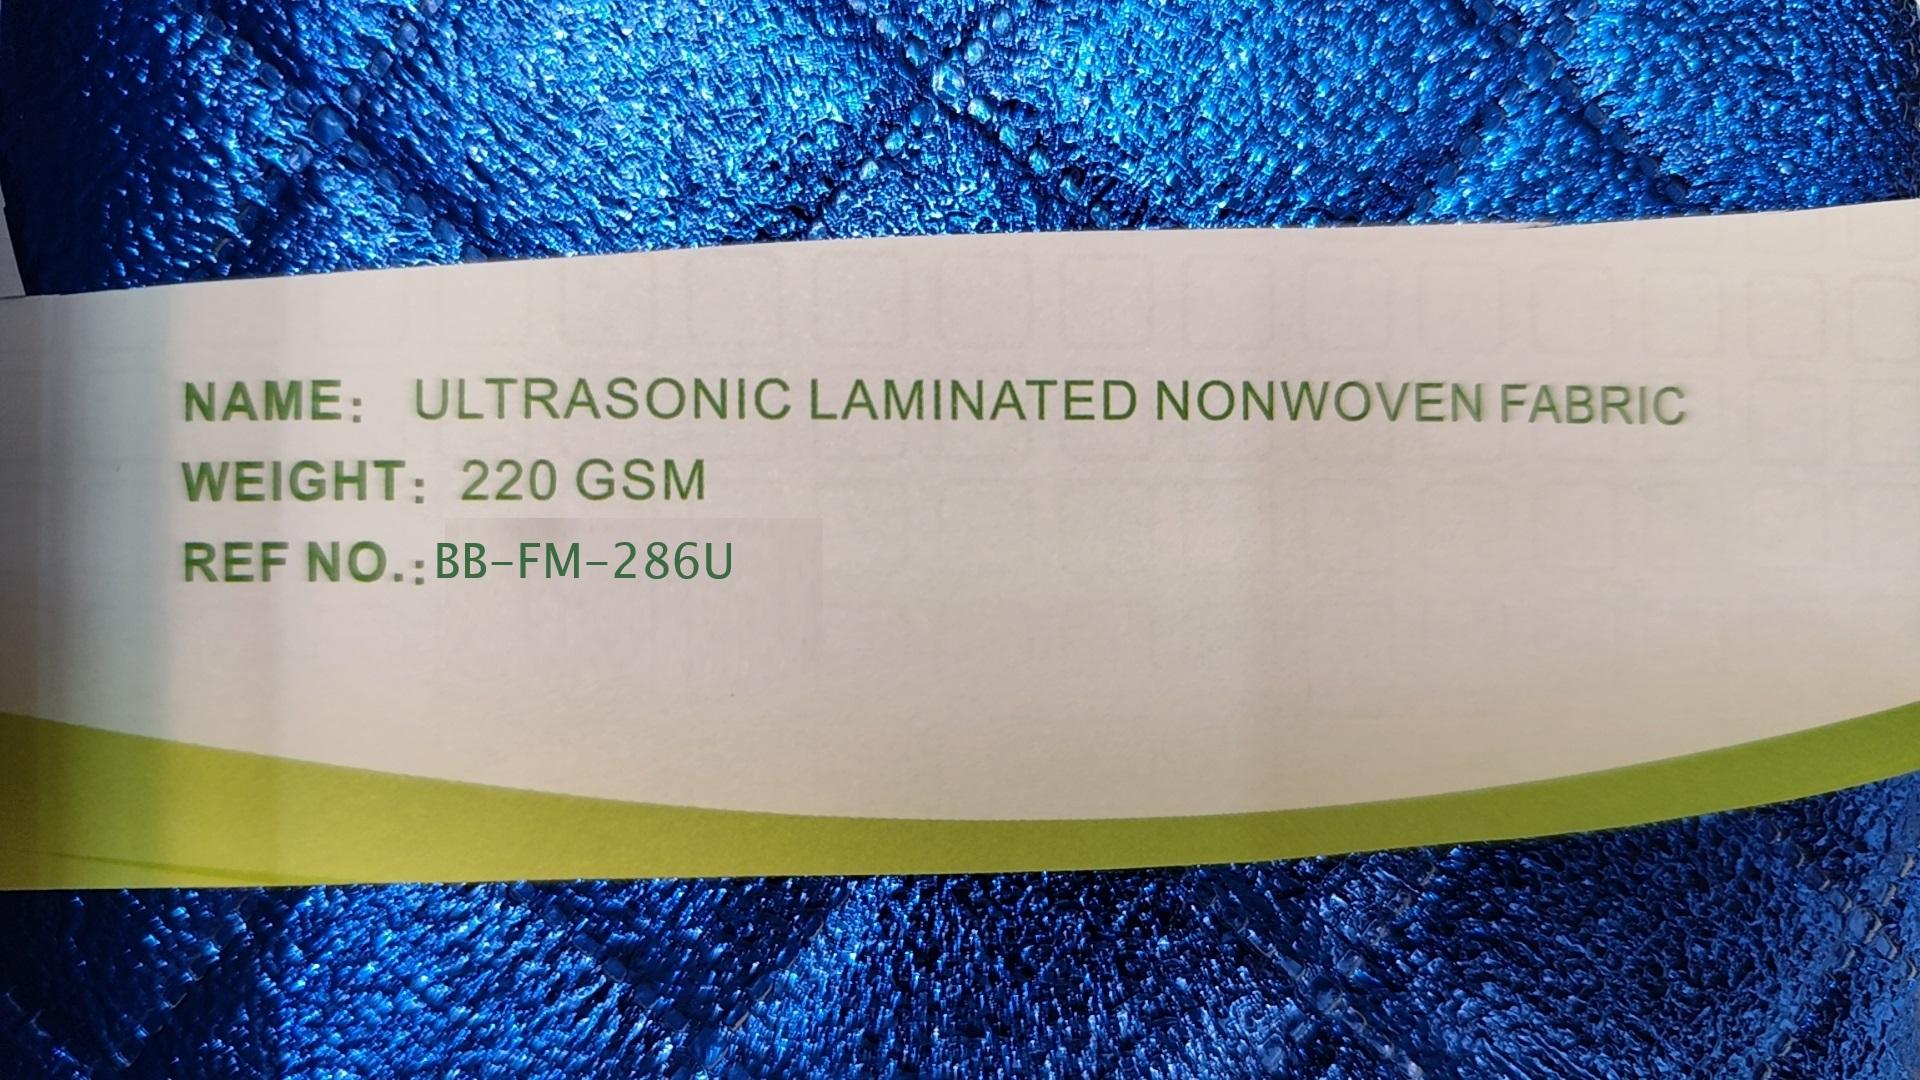 NAME: ULTRASONIC LAMINATED NONWOVEN FABRIC
WEIGHT: 220 GSM
REF NO.: BB-FM-286U